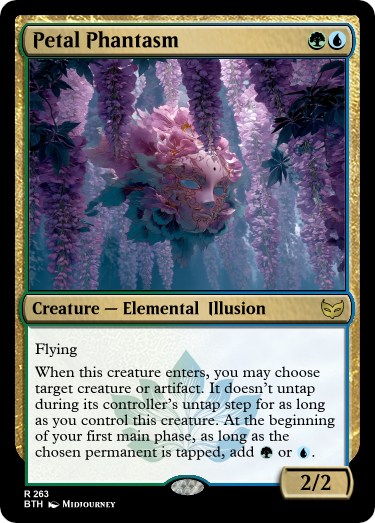 Petal Phantasm
Creature — Elemental Illusion
Flying
When this creature enters, you may choose
target creature or artifact. It doesn't untap
during its controller's untap step for as long
as you control this creature. At the beginning
of your first main phase, as long as the
chosen permanent is tapped, add or .
2/2
R 263
BTH Midjourney